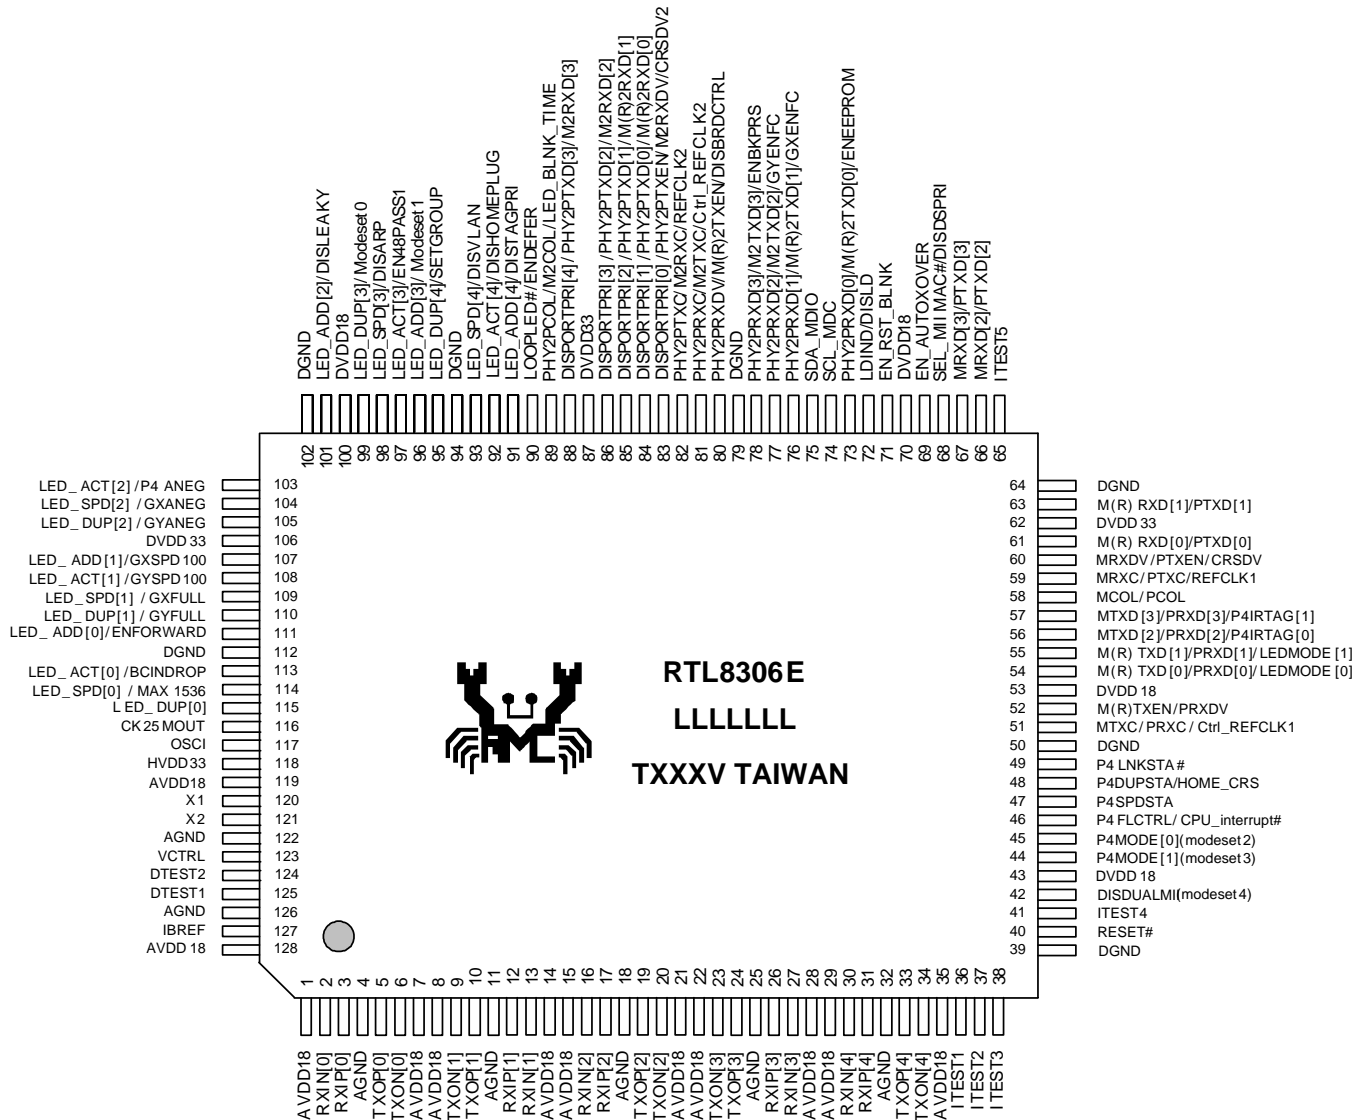 DGND
LED_ADD[2]/DISLEAKY
DVDD18
LED_DUP[3]/Modeset0
LED_SPD[3]/DISARP
LED_ACT[3]/EN48PASS1
LED_ADD[3]/Modeset1
LED_DUP[4]/SETGROUP
DGND
LED_SPD[4]/DISVLAN
LED_ACT[4]/DISHOMEPLUG
LED_ADD[4]/DISTAGPRI
LOOPLED#/ENDEFER
PHY2PCOL/M2COL/LED_BLNK_TIME
DISPORTPRI[4]/PHY2PTXD[3]/M2RXD[3]
DVDD33
DISPORTPRI[3]/PHY2PTXD[2]/M2RXD[2]
DISPORTPRI[2]/PHY2PTXD[1]/M(R)2RXD[1]
DISPORTPRI[1]/PHY2PTXD[0]/M(R)2RXD[0]
DISPORTPRI[0]/PHY2PTXEN/M2RXDV/CRSDV2
PHY2PTXC/M2RXC/REFCLK2
PHY2PRXC/M2TXC/Ctrl_REFCLK2
PHY2PRXDV/M(R)2TXEN/DISBRDCTRL
DGND
PHY2PRXD[3]/M2TXD[3]/ENBKPRS
PHY2PRXD[2]/M2TXD[2]/GYENFC
PHY2PRXD[1]/M(R)2TXD[1]/GXENFC
SDA_MDIO
SCL_MDC
PHY2PRXD[0]/M(R)2TXD[0]/ENEEPROM
LDIND/DISLD
EN_RST_BLNK
DVDD18
EN_AUTOXOVER
SEL_MIIMAC#/DISDSPRI
MRXD[3]/PTXD[3]
MRXD[2]/PTXD[2]
ITEST5
102 101 100 99 98 97 96 95 94 93 92 91 90 89 88 87 86 85 84 83 82 81 80 79 78 77 76 75 74 73 72 71 70 69 68 67 66 65
LED_ACT[2]/P4ANEG 103
LED_SPD[2]/GXANEG 104
LED_DUP[2]/GYANEG 105
DVDD33 106
LED_ADD[1]/GXSPD100 107
LED_ACT[1]/GYSPD100 108
LED_SPD[1]/GXFULL 109
LED_DUP[1]/GYFULL 110
LED_ADD[0]/ENFORWARD 111
DGND 112
LED_ACT[0]/BCINDROP 113
LED_SPD[0]/MAX1536 114
LED_DUP[0] 115
CK25MOUT 116
OSCI 117
HVDD33 118
AVDD18 119
X1 120
X2 121
AGND 122
VCTRL 123
DTEST2 124
DTEST1 125
AGND 126
IBREF 127
AVDD18 128
RTL8306E
LLLLLLL
TXXXV TAIWAN
64 DGND
63 M(R)RXD[1]/PTXD[1]
62 DVDD33
61 M(R)RXD[0]/PTXD[0]
60 MRXDV/PTXEN/CRSDV
59 MRXC/PTXC/REFCLK1
58 MCOL/PCOL
57 MTXD[3]/PRXD[3]/P4IRTAG[1]
56 MTXD[2]/PRXD[2]/P4IRTAG[0]
55 M(R)TXD[1]/PRXD[1]/LEDMODE[1]
54 M(R)TXD[0]/PRXD[0]/LEDMODE[0]
53 DVDD18
52 M(R)TXEN/PRXDV
51 MTXC/PRXC/Ctrl_REFCLK1
50 DGND
49 P4LNKSTA#
48 P4DUPSTA/HOME_CRS
47 P4SPDSTA
46 P4FLCTRL/CPU_interrupt#
45 P4MODE[0](modeset2)
44 P4MODE[1](modeset3)
43 DVDD18
42 DISDUALMI(modeset4)
41 ITEST4
40 RESET#
39 DGND
1 2 3 4 5 6 7 8 9 10 11 12 13 14 15 16 17 18 19 20 21 22 23 24 25 26 27 28 29 30 31 32 33 34 35 36 37 38
AVDD18
RXIN[0]
RXIP[0]
AGND
TXOP[0]
TXON[0]
AVDD18
AVDD18
TXON[1]
TXOP[1]
AGND
RXIP[1]
RXIN[1]
AVDD18
AVDD18
RXIN[2]
RXIP[2]
AGND
TXOP[2]
TXON[2]
AVDD18
AVDD18
TXON[3]
TXOP[3]
AGND
RXIP[3]
RXIN[3]
AVDD18
AVDD18
RXIN[4]
RXIP[4]
AGND
TXOP[4]
TXON[4]
AVDD18
ITEST1
ITEST2
ITEST3